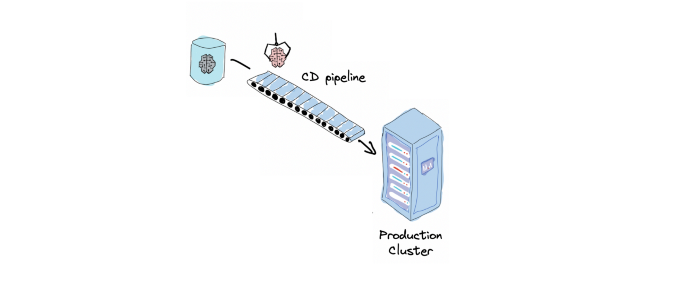 CD pipeline
Production
Cluster